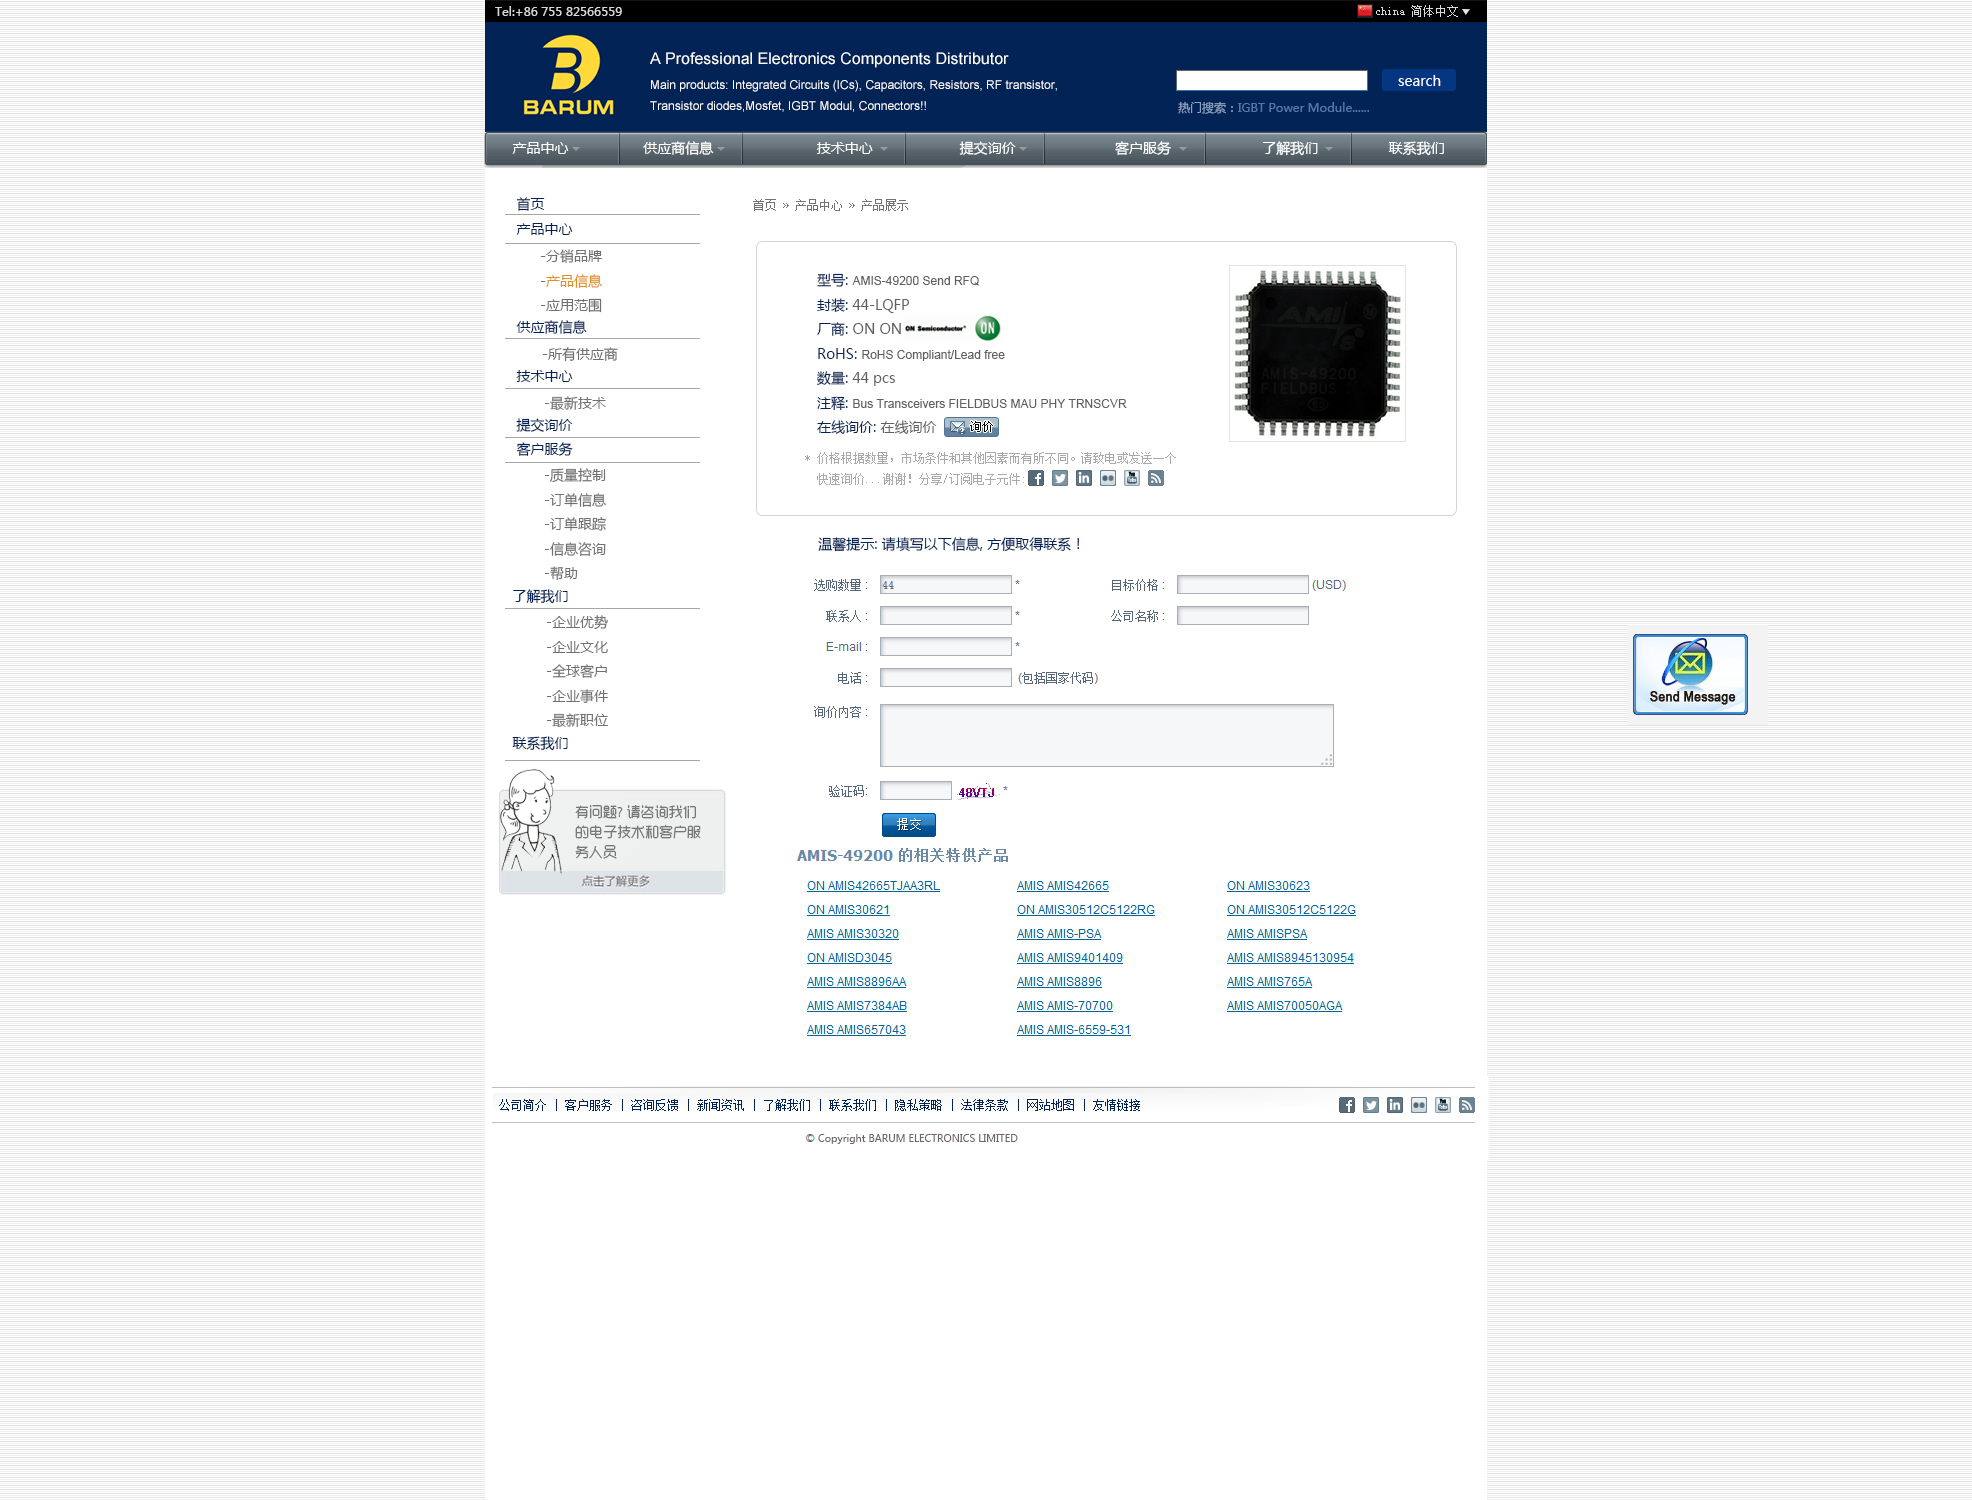 Tel:+86 755 82566559
china 简体中文
BARUM
A Professional Electronics Components Distributor
Main products: Integrated Circuits (ICs), Capacitors, Resistors, RF transistor,
Transistor diodes,Mosfet, IGBT Modul, Connectors!!
search
热门搜索：IGBT Power Module......
产品中心 供应商信息 技术中心 提交询价 客户服务 了解我们 联系我们
首页
产品中心
-分销品牌
-产品信息
-应用范围
供应商信息
-所有供应商
技术中心
-最新技术
提交询价
客户服务
-质量控制
-订单信息
-订单跟踪
-信息咨询
-帮助
了解我们
-企业优势
-企业文化
-全球客户
-企业事件
-最新职位
联系我们
有问题? 请咨询我们
的电子技术和客户服
务人员
点击了解更多
首页 » 产品中心 » 产品展示
型号: AMIS-49200 Send RFQ
封装: 44-LQFP
厂商: ON ON ON Semiconductor ON
RoHS: RoHS Compliant/Lead free
数量: 44 pcs
注释: Bus Transceivers FIELDBUS MAU PHY TRNSCVR
在线询价: 在线询价 询价
* 价格根据数量，市场条件和其他因素而有所不同。请致电或发送一个
快速询价...谢谢！分享/订阅电子元件:
AMI
AMIS-49200
FIELDBUS
温馨提示: 请填写以下信息, 方便取得联系！
选购数量 : 44 * 目标价格 : (USD)
联系人 : * 公司名称 :
E-mail : *
电话 : (包括国家代码)
询价内容 :
验证码: 48VTJ *
提交
AMIS-49200 的相关特供产品
ON AMIS42665TJAA3RL AMIS AMIS42665 ON AMIS30623
ON AMIS30621 ON AMIS30512C5122RG ON AMIS30512C5122G
AMIS AMIS30320 AMIS AMIS-PSA AMIS AMISPSA
ON AMISD3045 AMIS AMIS9401409 AMIS AMIS8945130954
AMIS AMIS8896AA AMIS AMIS8896 AMIS AMIS765A
AMIS AMIS7384AB AMIS AMIS-70700 AMIS AMIS70050AGA
AMIS AMIS657043 AMIS AMIS-6559-531
Send Message
公司简介 | 客户服务 | 咨询反馈 | 新闻资讯 | 了解我们 | 联系我们 | 隐私策略 | 法律条款 | 网站地图 | 友情链接
© Copyright BARUM ELECTRONICS LIMITED